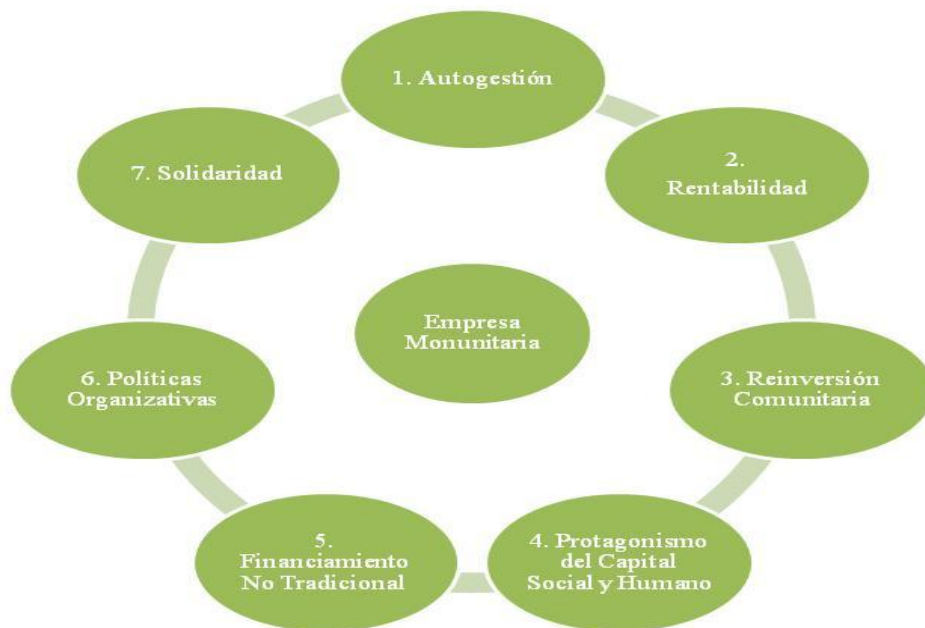 1. Autogestión
2.
Rentabilidad
3. Reinversión
Comunitaria
4. Protagonismo
del Capital
Social y Humano
5.
Financiamiento
No Tradicional
6. Políticas
Organizativas
7. Solidaridad
Empresa
Monunitaria